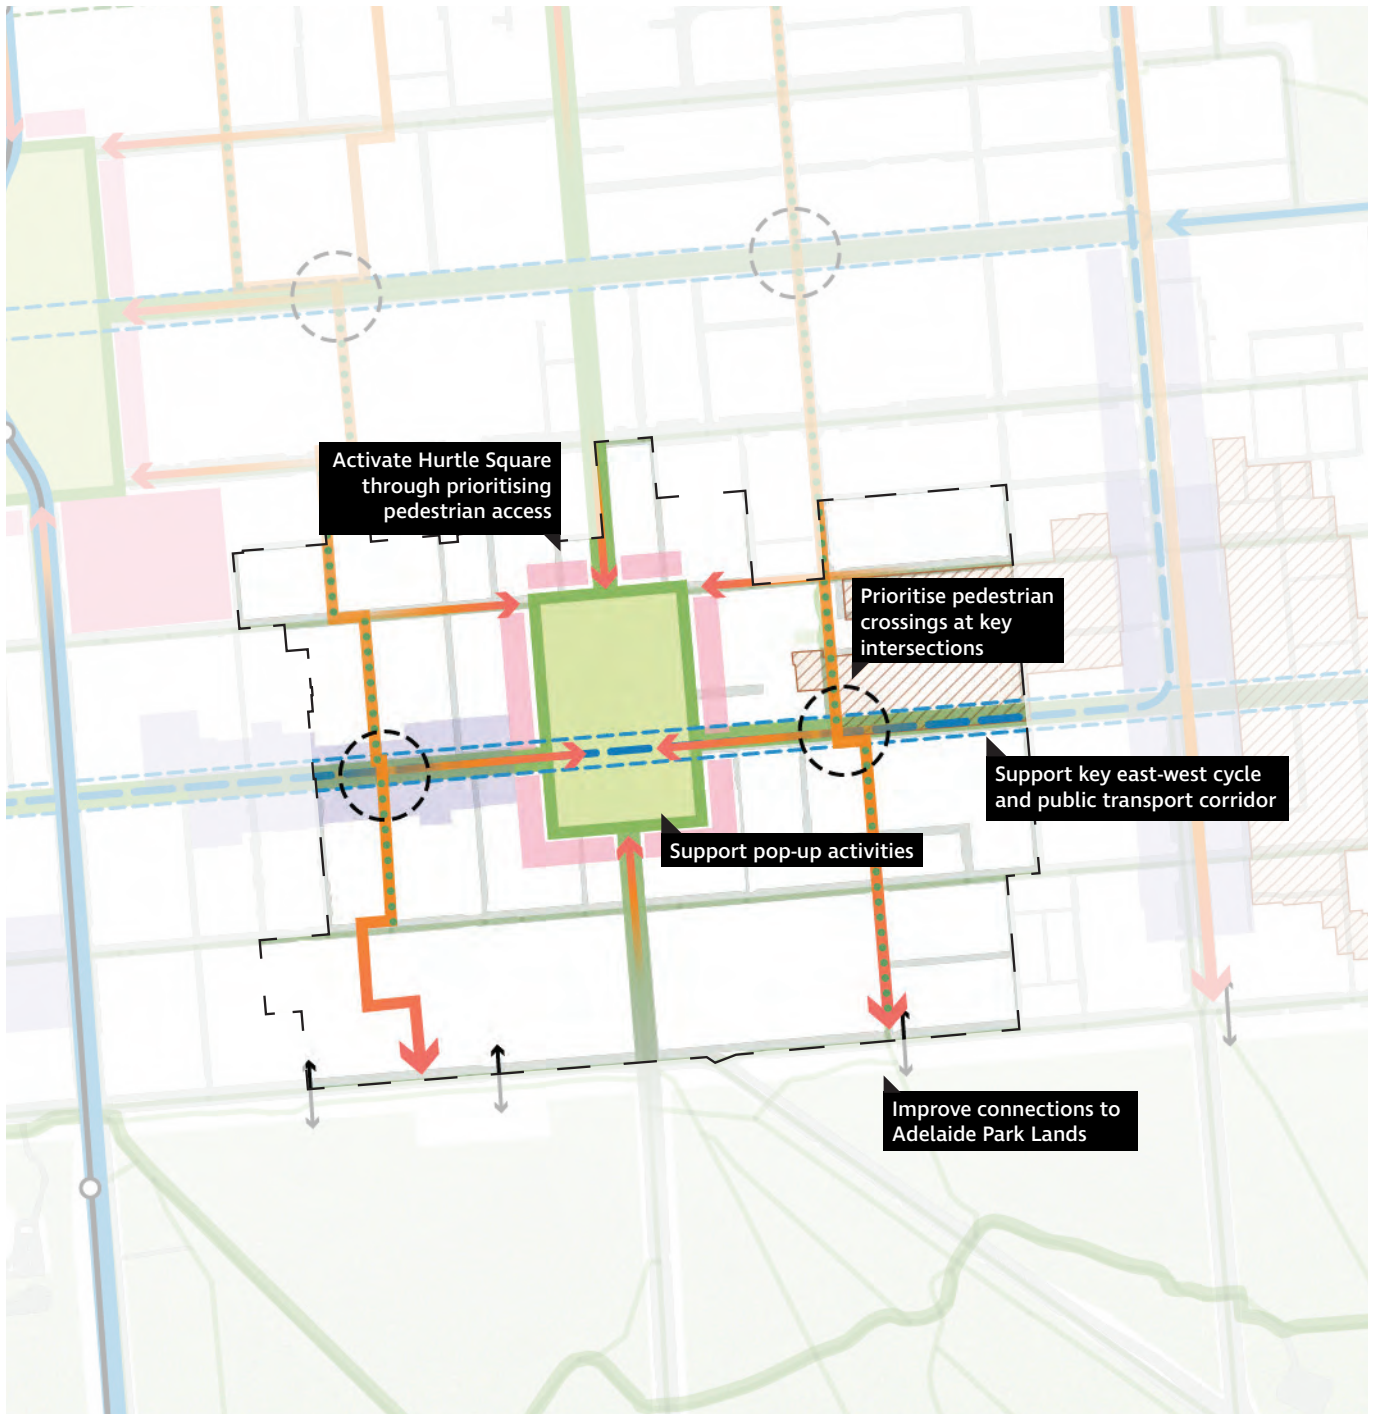 Activate Hurtle Square
through prioritising
pedestrian access
Prioritise pedestrian
crossings at key
intersections
Support key east-west cycle
and public transport corridor
Support pop-up activities
Improve connections to
Adelaide Park Lands